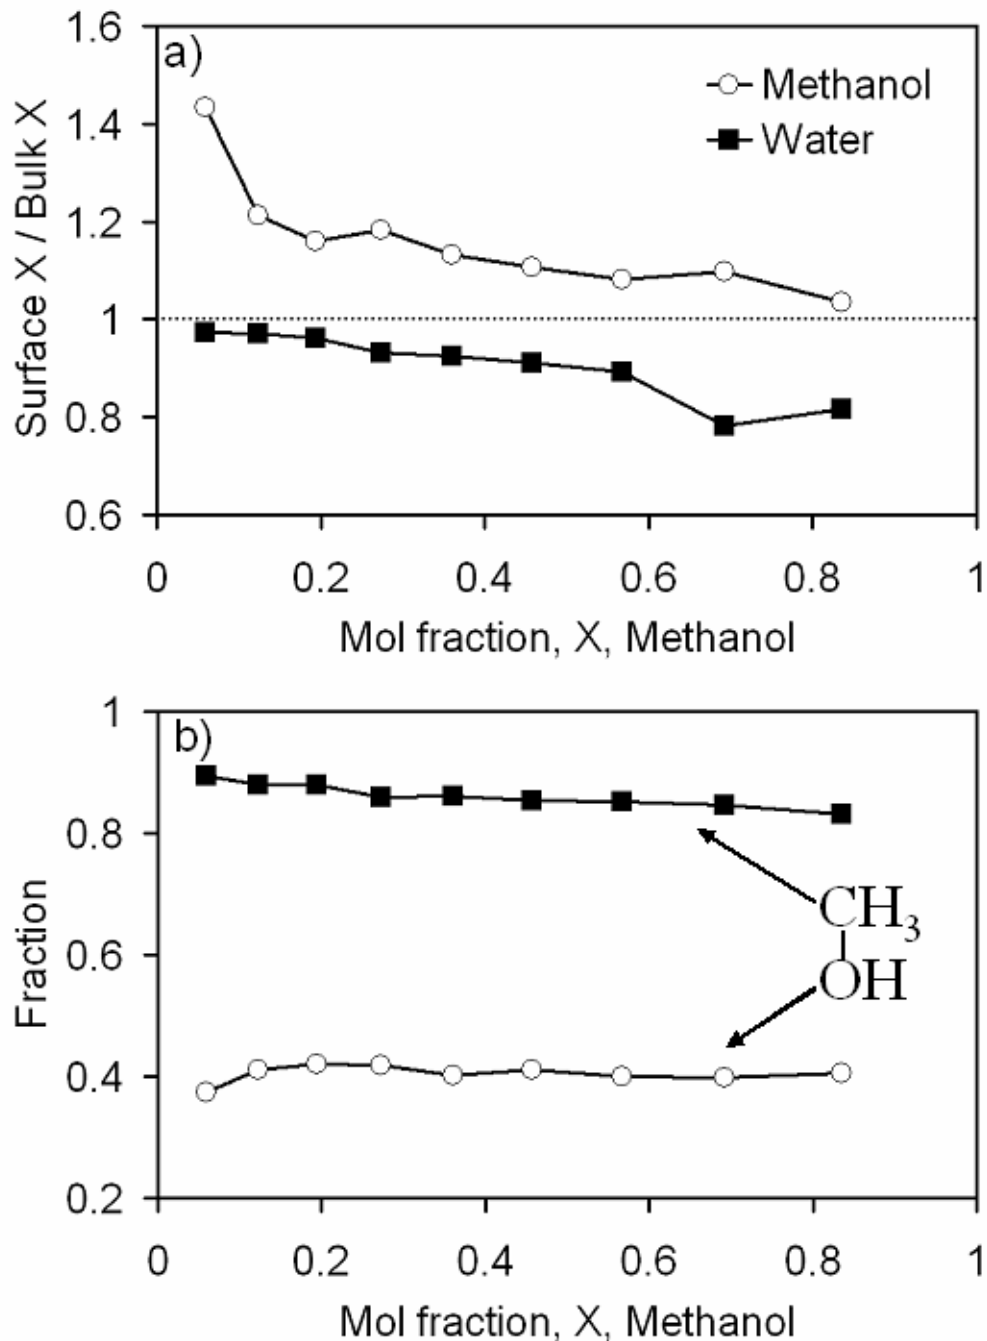 a)
Methanol
Water
Surface X / Bulk X
1.6
1.4
1.2
1
0.8
0.6
0 0.2 0.4 0.6 0.8 1
Mol fraction, X, Methanol
b)
Fraction
1
0.8
0.6
0.4
0.2
CH₃
OH
0 0.2 0.4 0.6 0.8 1
Mol fraction, X, Methanol